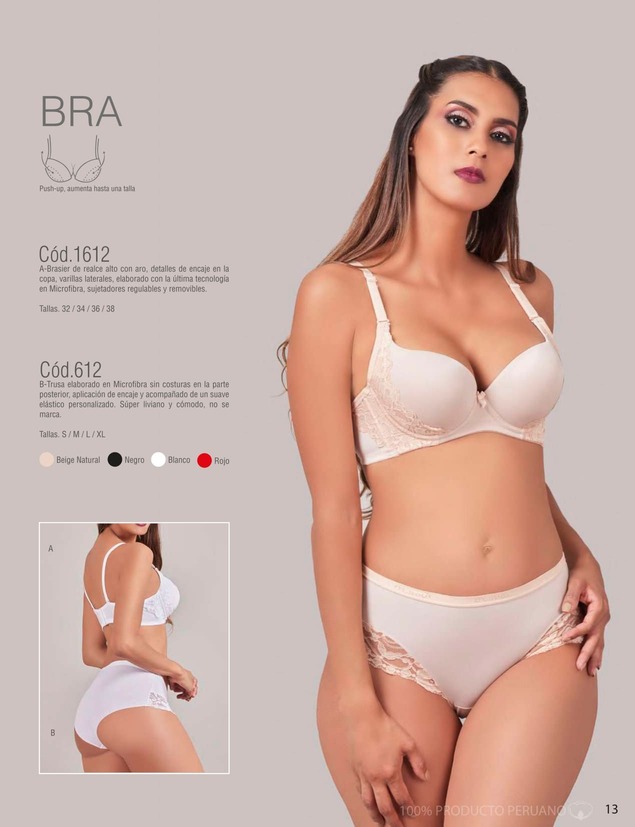 BRA
Push-up, aumenta hasta una talla
Cód.1612
A-Brasier de realce alto con aro, detalles de encaje en la
copa, varillas laterales, elaborado con la última tecnología
en Microfibra, sujetadores regulables y removibles.
Tallas. 32 / 34 / 36 / 38
Cód.612
B-Trusa elaborado en Microfibra sin costuras en la parte
posterior, aplicación de encaje y acompañado de un suave
elástico personalizado. Súper liviano y cómodo, no se
marca.
Tallas. S / M / L / XL
Beige Natural Negro Blanco Rojo
A
B
100% PRODUCTO PERUANO 13